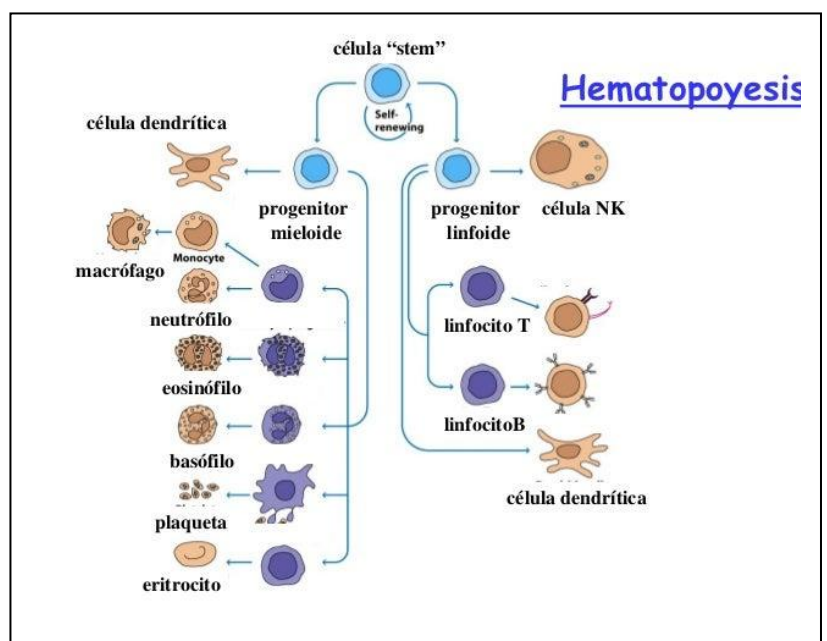 célula “stem”
Hematopoyesis
Self-
renewing
célula dendrítica
progenitor
mieloide
progenitor
linfoide
célula NK
Monocyte
macrófago
neutrófilo
linfocito T
eosinófilo
linfocitoB
basófilo
célula dendrítica
plaqueta
eritrocito